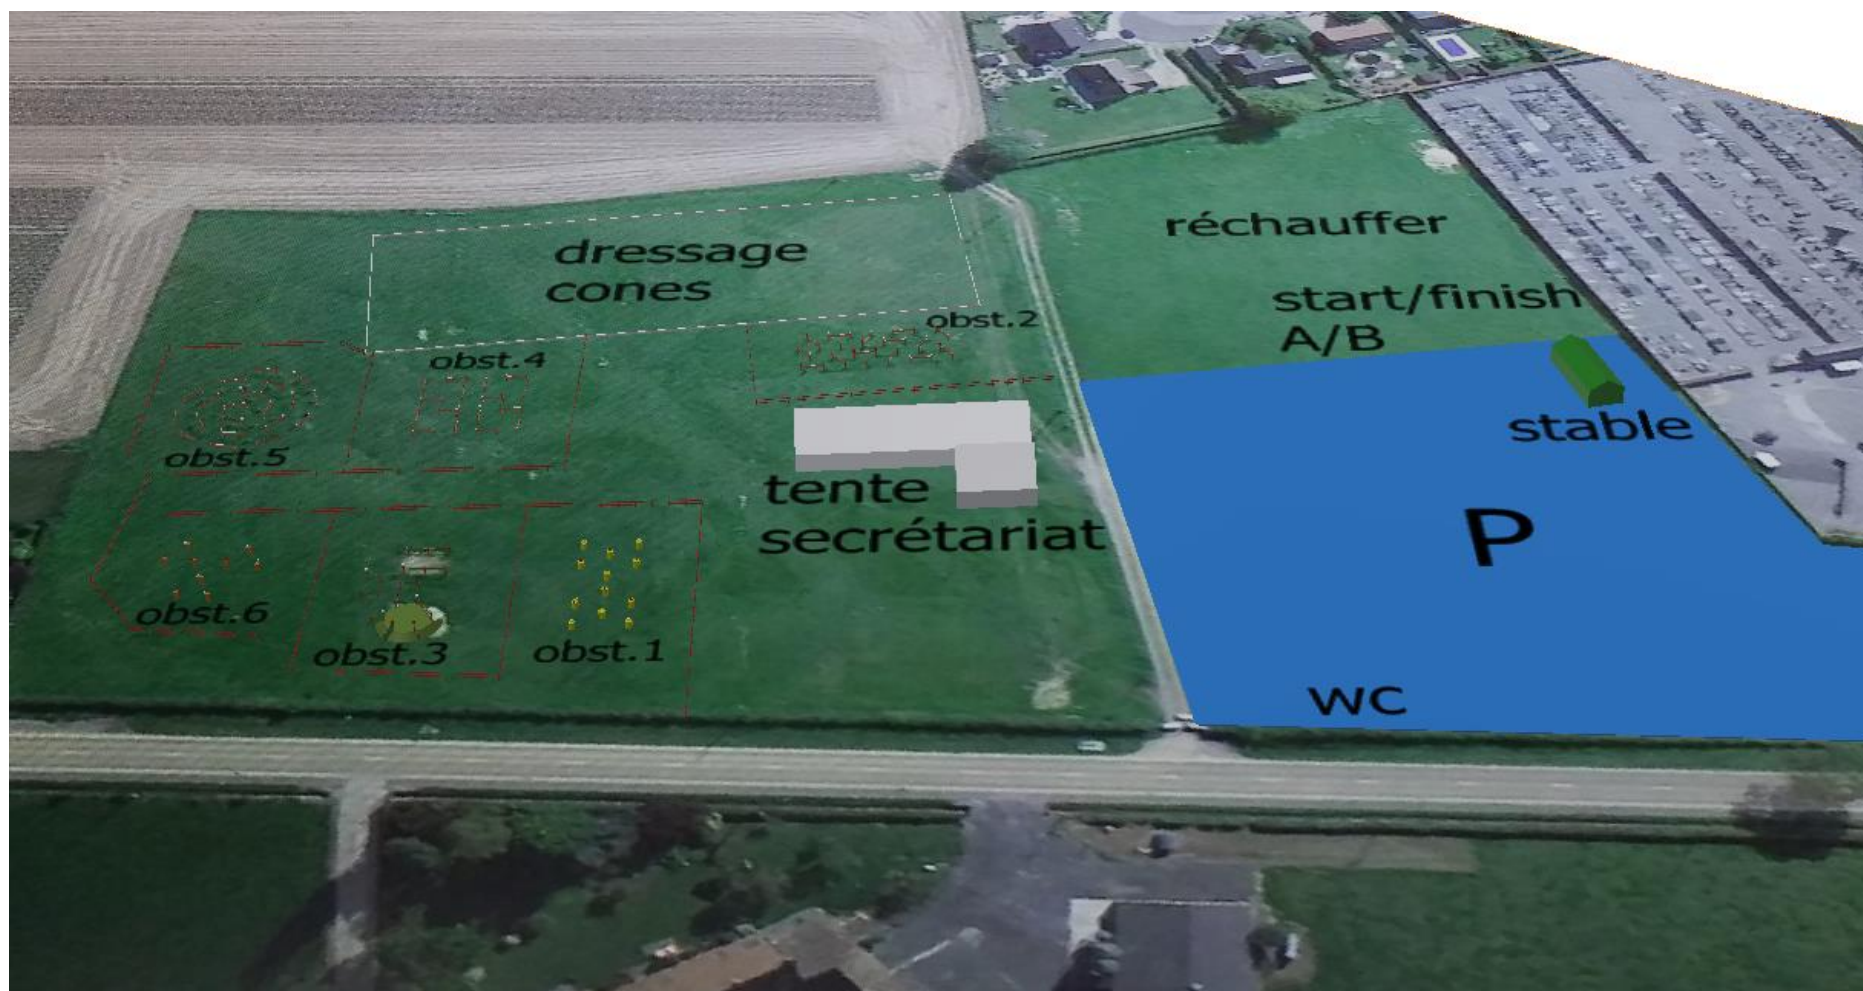 dressage
cones
réchauffer
start/finish
A/B
obst.2
obst.4
stable
obst.5
tente
secrétariat
P
obst.6
obst.3
obst.1
wc